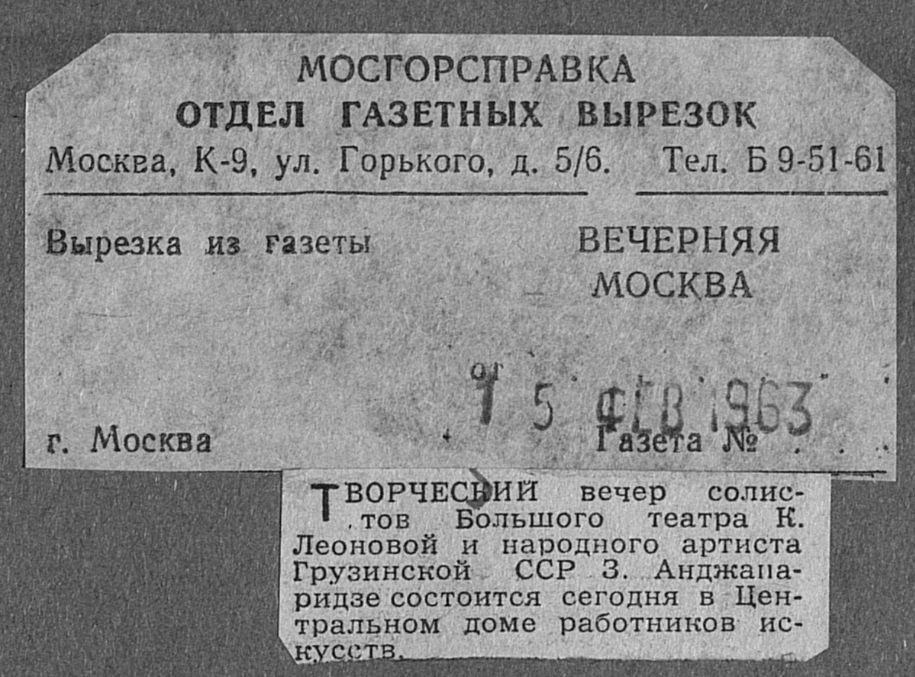 МОСГОРСПРАВКА
ОТДЕЛ ГАЗЕТНЫХ ВЫРЕЗОК
Москва, К-9, ул. Горького, д. 5/6. Тел. Б 9-51-61
Вырезка из газеты ВЕЧЕРНЯЯ
МОСКВА
от
15 ФЕВ 1963
г. Москва Газета № . . .
ТВОРЧЕСКИЙ вечер солис-
тов Большого театра К.
Леоновой и народного артиста
Грузинской ССР З. Анджапа-
ридзе состоится сегодня в Цен-
тральном доме работников ис-
кусств.